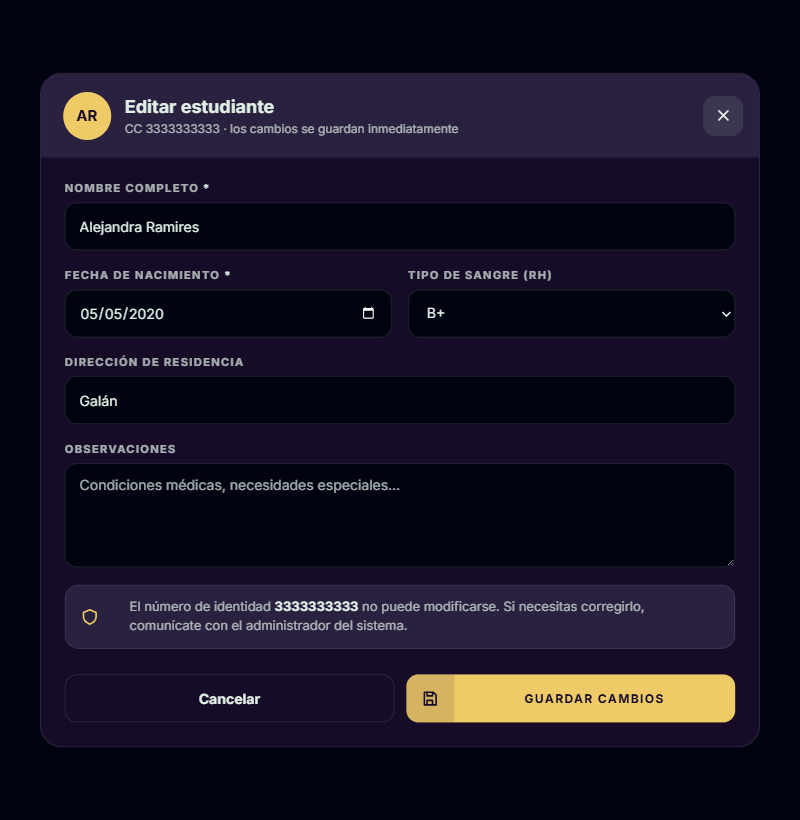 AR
Editar estudiante
CC 3333333333 · los cambios se guardan inmediatamente
NOMBRE COMPLETO *
Alejandra Ramires
FECHA DE NACIMIENTO *
TIPO DE SANGRE (RH)
05/05/2020
B+
DIRECCIÓN DE RESIDENCIA
Galán
OBSERVACIONES
Condiciones médicas, necesidades especiales...
El número de identidad 3333333333 no puede modificarse. Si necesitas corregirlo,
comunícate con el administrador del sistema.
Cancelar
GUARDAR CAMBIOS